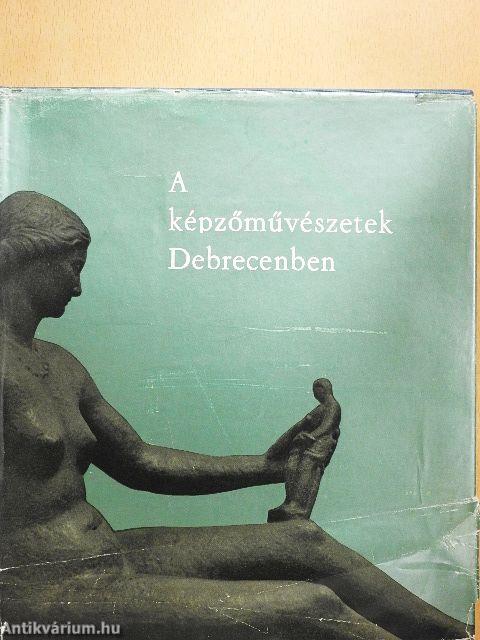 A
képzőművészetek
Debrecenben
Antikvárium.hu